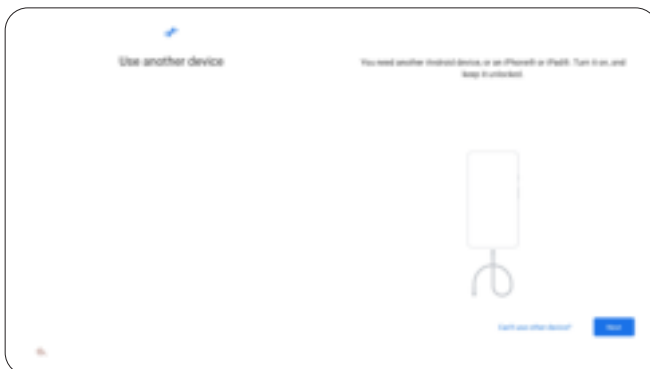 Use another device
You need another Android device, or an iPhone® or iPad®. Turn it on, and
keep it unlocked.
Can't use other device?
Next